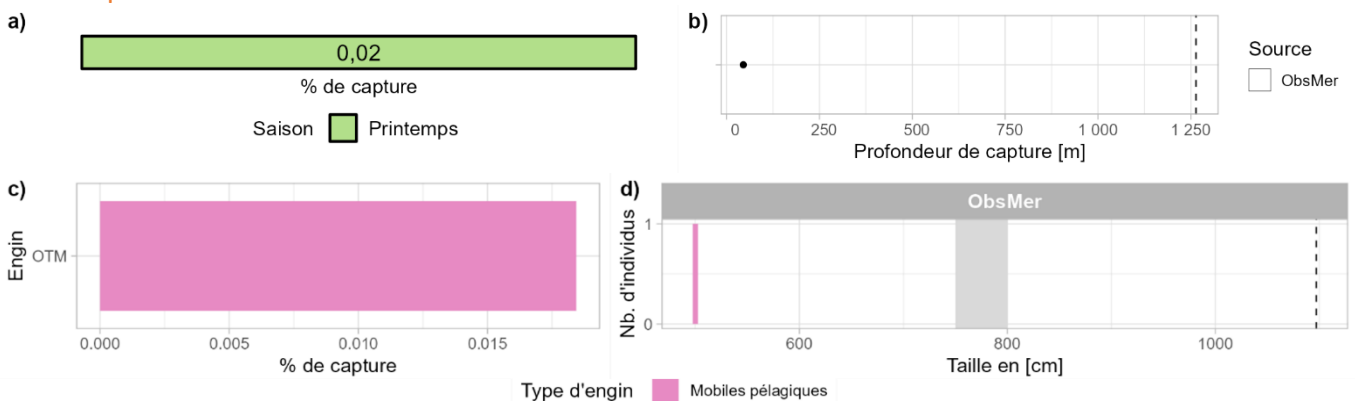 a)
0,02
% de capture
Saison Printemps
b)
0 250 500 750 1 000 1 250
Profondeur de capture [m]
Source
ObsMer
c)
Engin
OTM
0.000 0.005 0.010 0.015
% de capture
d)
ObsMer
Nb. d'individus
1
0
600 800 1000
Taille en [cm]
Type d'engin Mobiles pélagiques